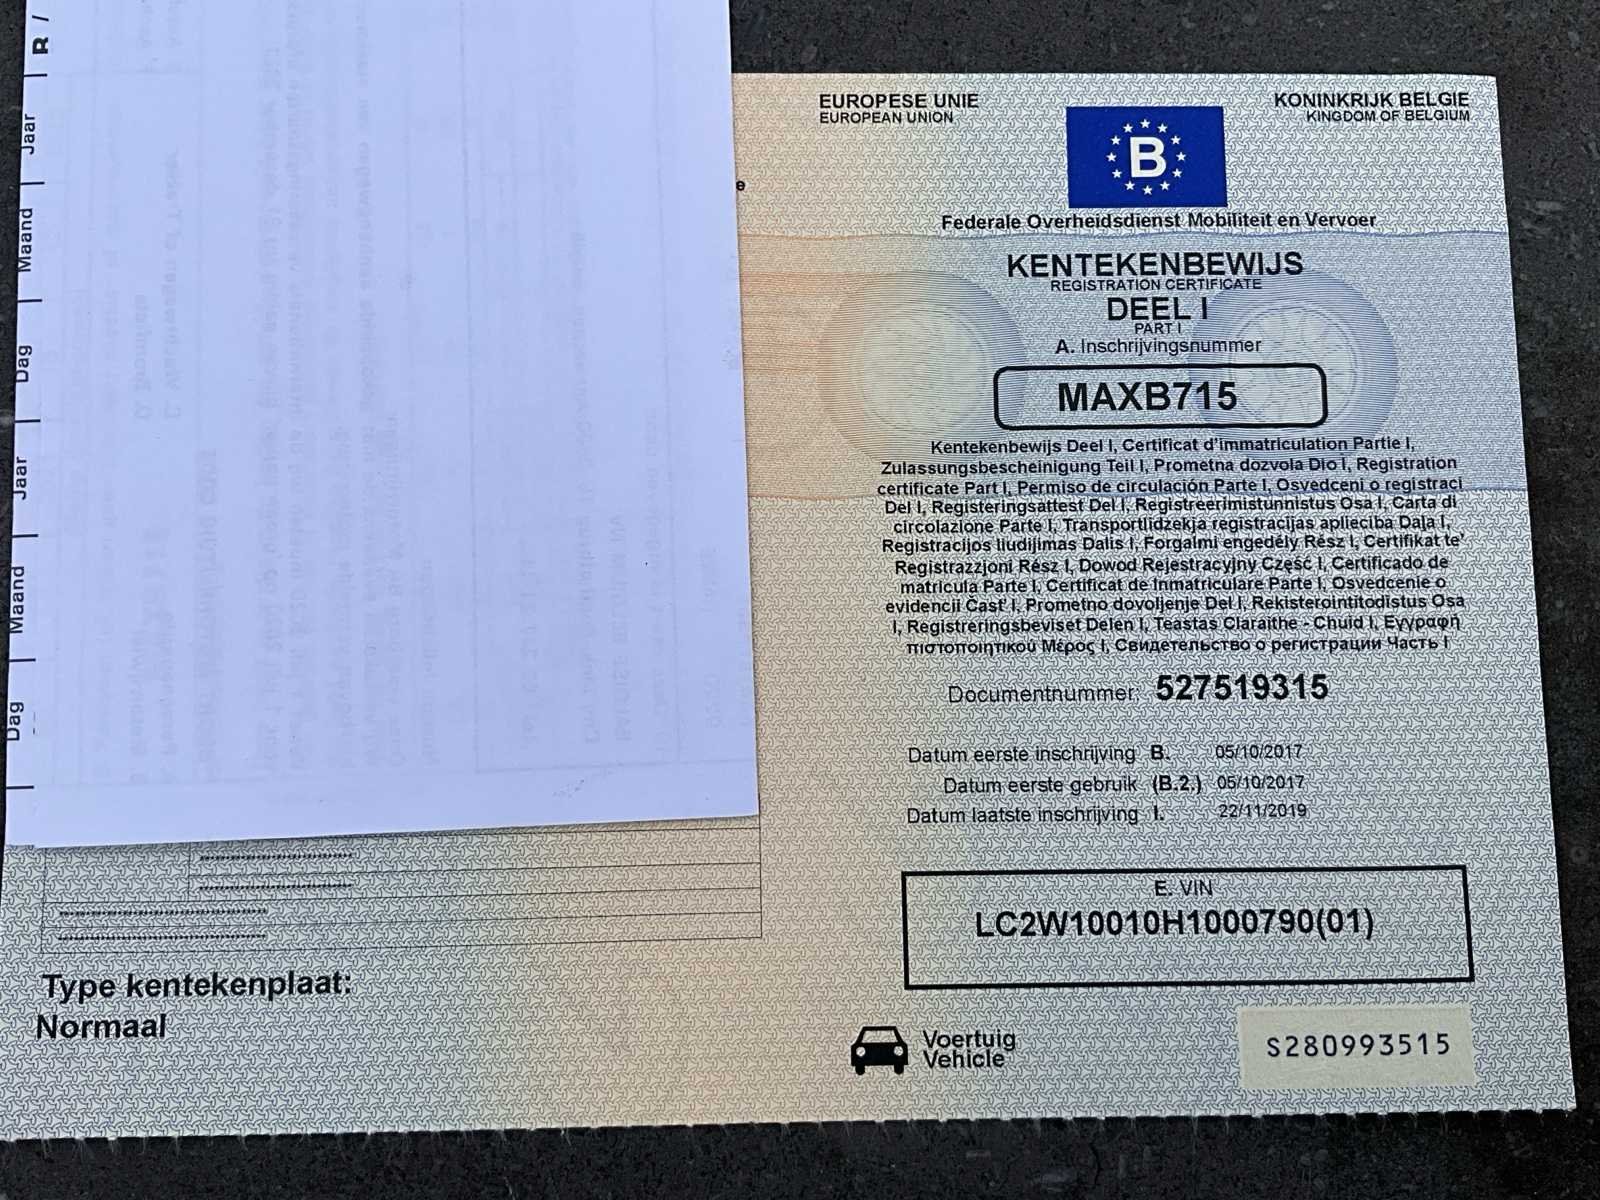 R /
Jaar
Maand
Dag
Jaar
Maand
Dag
e
EUROPESE UNIE
EUROPEAN UNION
KONINKRIJK BELGIE
KINGDOM OF BELGIUM
B
Federale Overheidsdienst Mobiliteit en Vervoer
KENTEKENBEWIJS
REGISTRATION CERTIFICATE
DEEL I
PART I
A. Inschrijvingsnummer
MAXB715
Kentekenbewijs Deel I, Certificat d'immatriculation Partie I,
Zulassungsbescheinigung Teil I, Prometna dozvola Dio I, Registration
certificate Part I, Permiso de circulación Parte I, Osvedceni o registraci
Del I, Registeringsattest Del I, Registreerimistunnistus Osa I, Carta di
circolazione Parte I, Transportlidzekja registracijas aplieciba Daļa I,
Registracijos liudijimas Dalis I, Forgalmi engedély Rész I, Certifikat te'
Registrazzjoni Rész I, Dowod Rejestracyjny Część I, Certificado de
matricula Parte I, Certificat de Inmatriculare Parte I, Osvedcenie o
evidencii Časť I, Prometno dovoljenje Del I, Rekisterointitodistus Osa
I, Registreringsbeviset Delen I, Teastas Claraithe - Chuid I, Εγγραφή
πιστοποιητικού Μέρος I, Свидетельство о регистрации Часть I
Documentnummer: 527519315
Datum eerste inschrijving B. 05/10/2017
Datum eerste gebruik (B.2.) 05/10/2017
Datum laatste inschrijving I. 22/11/2019
E. VIN
LC2W10010H1000790(01)
Type kentekenplaat:
Normaal
Voertuig
Vehicle
S280993515